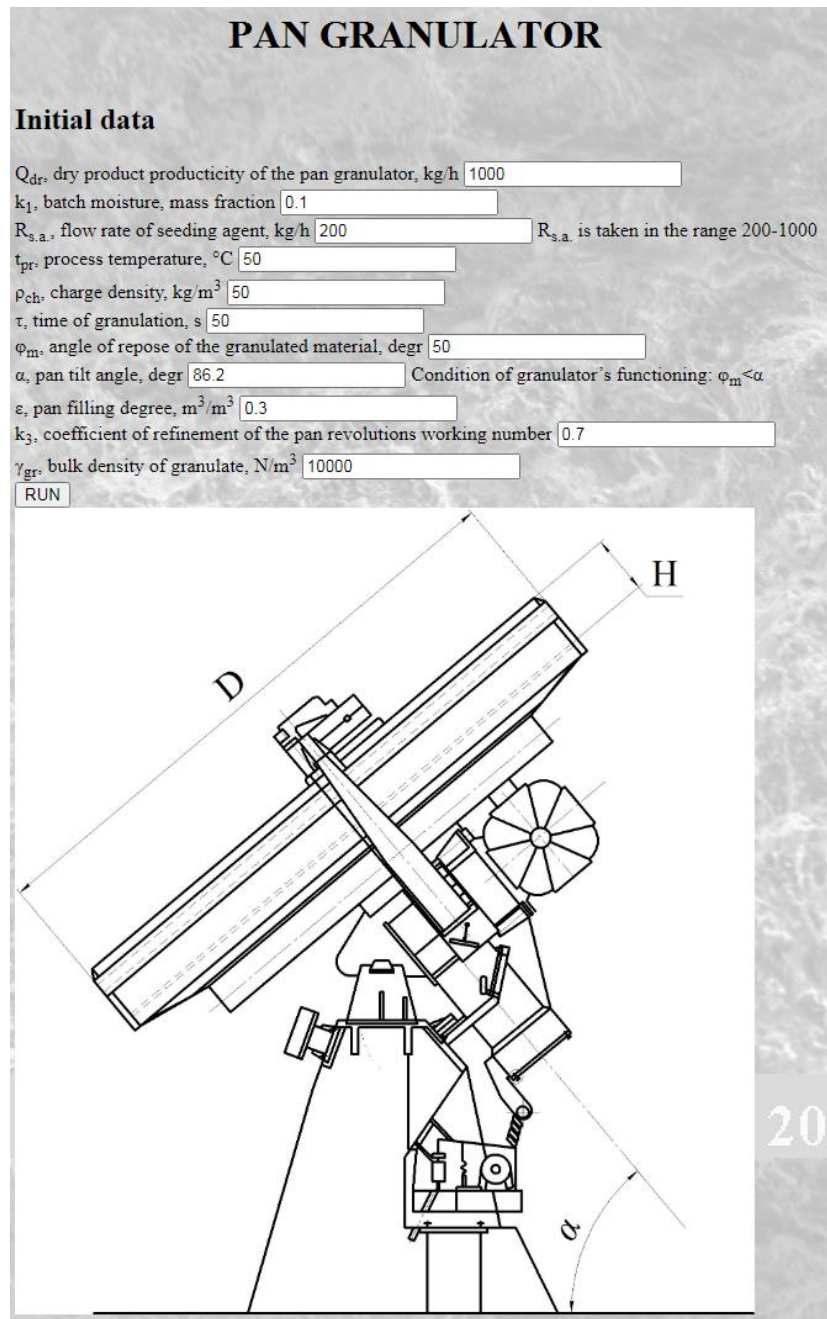 PAN GRANULATOR
Initial data
Qdr, dry product producticity of the pan granulator, kg/h 1000
k1, batch moisture, mass fraction 0.1
Rs.a., flow rate of seeding agent, kg/h 200 Rs.a. is taken in the range 200-1000
tpr, process temperature, °C 50
ρch, charge density, kg/m3 50
τ, time of granulation, s 50
φm, angle of repose of the granulated material, degr 50
α, pan tilt angle, degr 86.2 Condition of granulator’s functioning: φm<α
ε, pan filling degree, m3/m3 0.3
k3, coefficient of refinement of the pan revolutions working number 0.7
γgr, bulk density of granulate, N/m3 10000
RUN
H
D
20
α